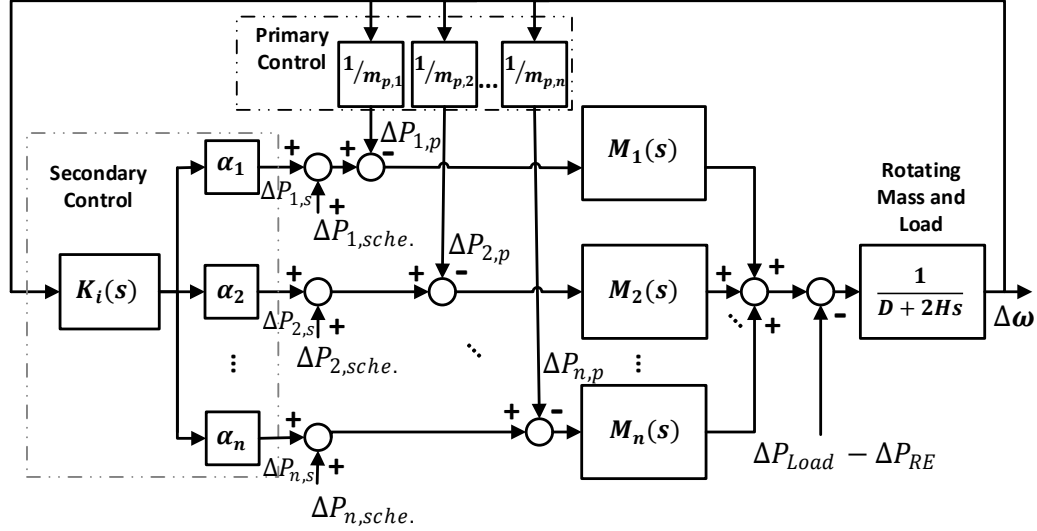 Primary
Control
1/m_{p,1}
1/m_{p,2}
...
1/m_{p,n}
ΔP_{1,p}
-
+
+
α_1
ΔP_{1,s}
+
ΔP_{1,sche.}
M_1(s)
Secondary
Control
Rotating
Mass and
Load
ΔP_{2,p}
K_i(s)
α_2
+
ΔP_{2,s}
+
ΔP_{2,sche.}
+
-
M_2(s)
+
+
+
+
-
1
D + 2Hs
Δω
⋮
⋱
⋱
⋮
ΔP_{n,p}
α_n
+
ΔP_{n,s}
+
ΔP_{n,sche.}
+
-
M_n(s)
ΔP_{Load} − ΔP_{RE}